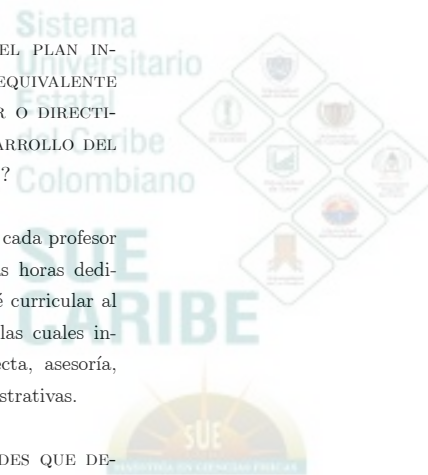 Sistema
EL PLAN IN-
Universitario
EQUIVALENTE
Estatal
R O DIRECTI-
del Caribe
ARROLLO DEL
?
Colombiano
cada profesor
s horas dedi-
SUE
é curricular al
CARIBE
las cuales in-
cta, asesoría,
strativas.
SUE
DES QUE DE-